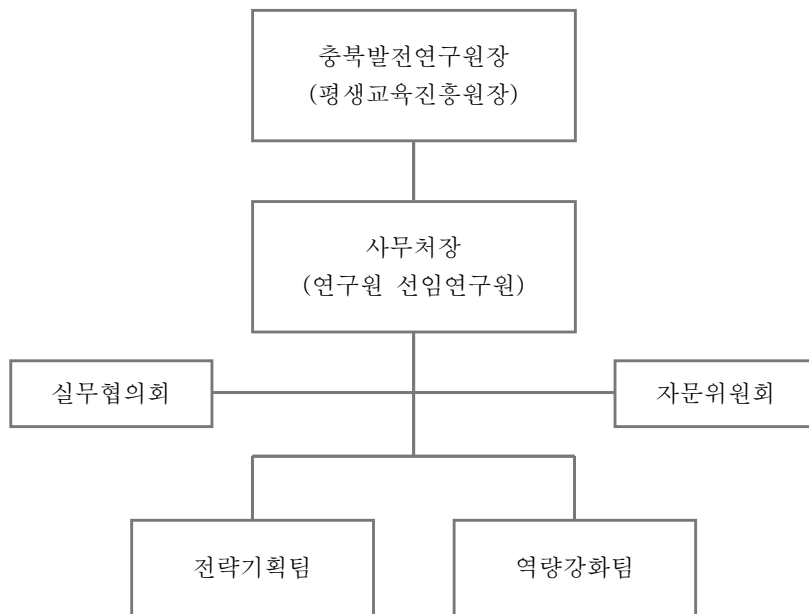 충북발전연구원장
(평생교육진흥원장)
사무처장
(연구원 선임연구원)
실무협의회
자문위원회
전략기획팀
역량강화팀